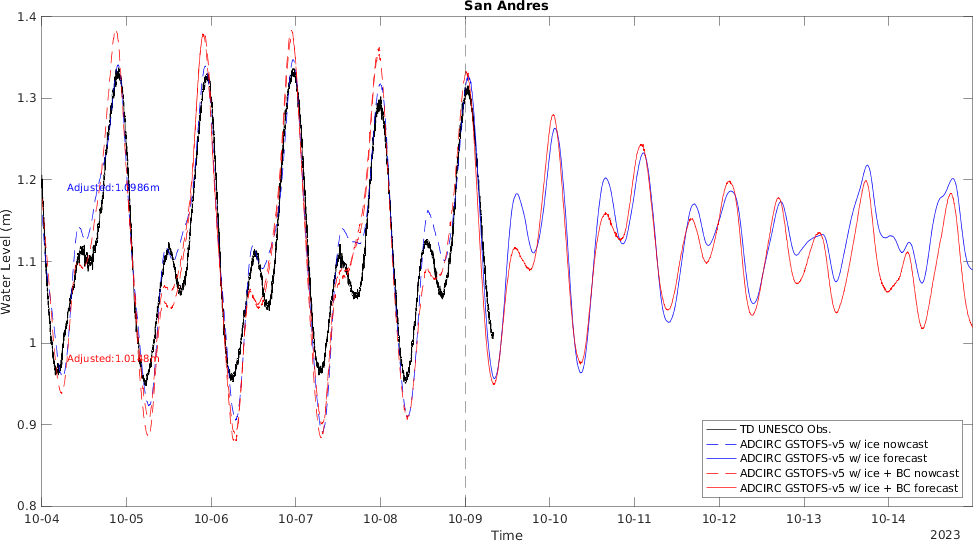 San Andres
1.4
1.3
1.2
1.1
1
0.9
0.8
Water Level (m)
Adjusted:1.0986m
Adjusted:1.0188m
TD UNESCO Obs.
ADCIRC GSTOFS-v5 w/ ice nowcast
ADCIRC GSTOFS-v5 w/ ice forecast
ADCIRC GSTOFS-v5 w/ ice + BC nowcast
ADCIRC GSTOFS-v5 w/ ice + BC forecast
10-04 10-05 10-06 10-07 10-08 10-09 10-10 10-11 10-12 10-13 10-14
Time
2023